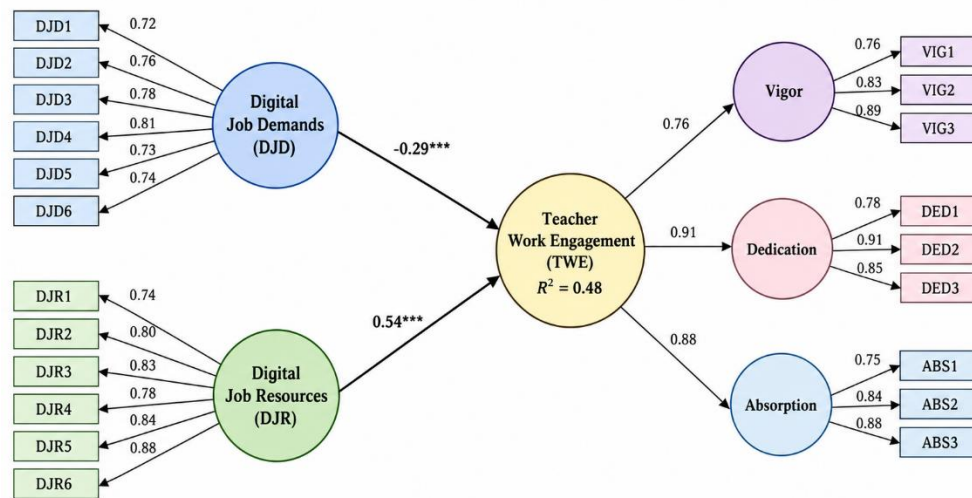 DJD1
DJD2
DJD3
DJD4
DJD5
DJD6
0.72
0.76
0.78
0.81
0.73
0.74
Digital
Job Demands
(DJD)
-0.29***
DJR1
DJR2
DJR3
DJR4
DJR5
DJR6
0.74
0.80
0.83
0.78
0.84
0.88
Digital
Job Resources
(DJR)
0.54***
Teacher
Work Engagement
(TWE)
R² = 0.48
0.76
Vigor
0.76
0.83
0.89
VIG1
VIG2
VIG3
0.91
Dedication
0.78
0.91
0.85
DED1
DED2
DED3
0.88
Absorption
0.75
0.84
0.88
ABS1
ABS2
ABS3